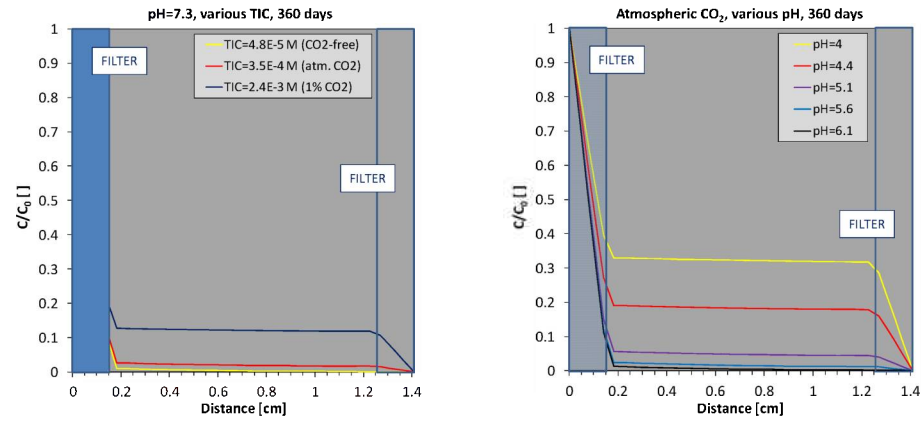 pH=7.3, various TIC, 360 days
1
0.9
0.8
0.7
0.6
0.5
0.4
0.3
0.2
0.1
0
C/C₀ [ ]
FILTER
TIC=4.8E-5 M (CO2-free)
TIC=3.5E-4 M (atm. CO2)
TIC=2.4E-3 M (1% CO2)
FILTER
0 0.2 0.4 0.6 0.8 1 1.2 1.4
Distance [cm]
Atmospheric CO₂, various pH, 360 days
1
0.9
0.8
0.7
0.6
0.5
0.4
0.3
0.2
0.1
0
C/C₀ [ ]
FILTER
pH=4
pH=4.4
pH=5.1
pH=5.6
pH=6.1
FILTER
0 0.2 0.4 0.6 0.8 1 1.2 1.4
Distance [cm]